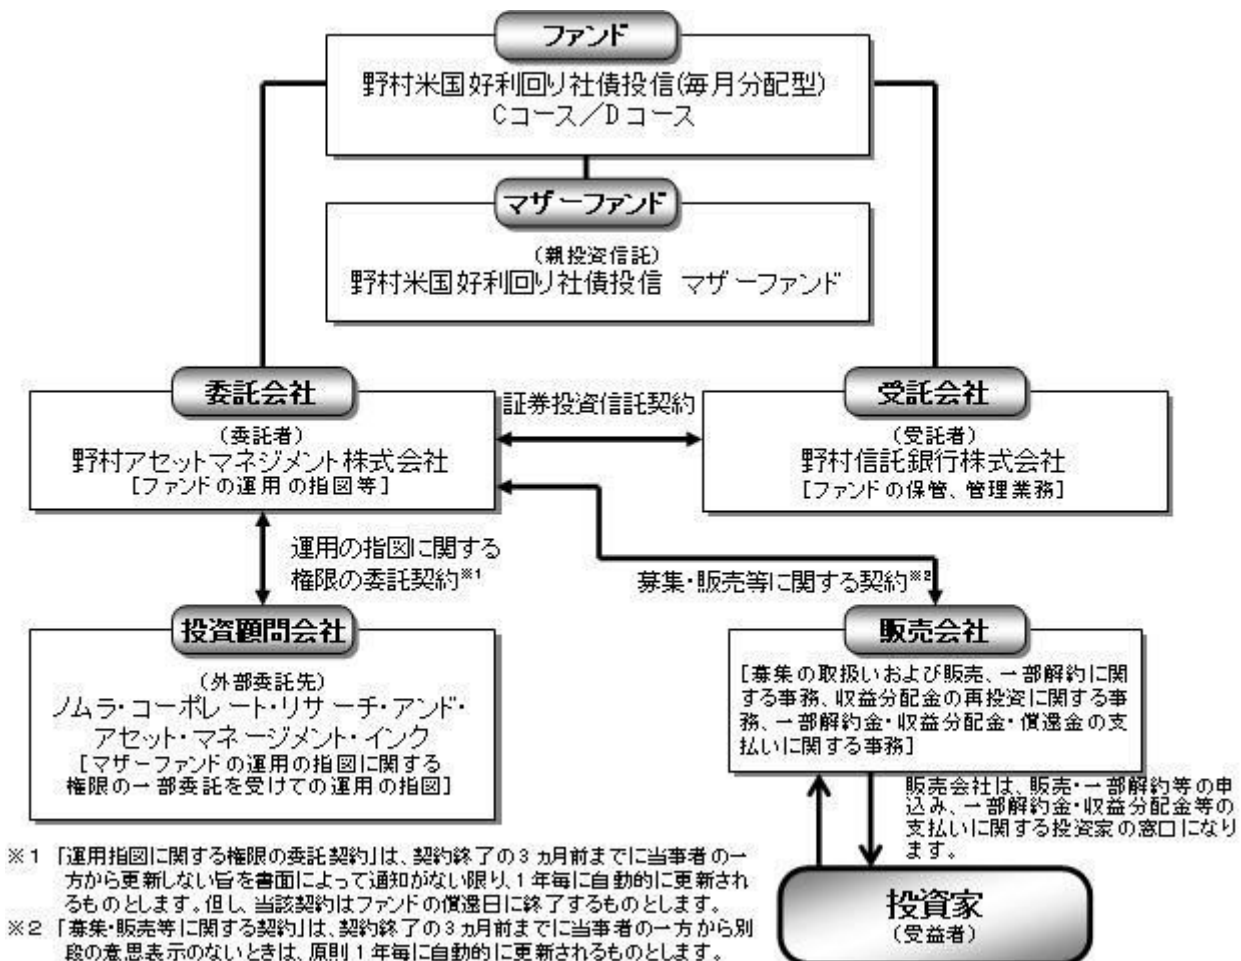 ファンド
野村米国好利回り社債投信(毎月分配型)
Cコース／Dコース
マザーファンド
(親投資信託)
野村米国好利回り社債投信 マザーファンド
委託会社
(委託者)
野村アセットマネジメント株式会社
[ファンドの運用の指図等]
証券投資信託契約
受託会社
(受託者)
野村信託銀行株式会社
[ファンドの保管、管理業務]
運用の指図に関する
権限の委託契約※1
募集・販売等に関する契約※2
投資顧問会社
(外部委託先)
ノムラ・コーポレート・リサーチ・アンド・
アセット・マネージメント・インク
[マザーファンドの運用の指図に関する
権限の一部委託を受けての運用の指図]
販売会社
[募集の取扱いおよび販売、一部解約に関
する事務、収益分配金の再投資に関する事
務、一部解約金・収益分配金・償還金の支
払いに関する事務]
販売会社は、販売・一部解約等の申
込み、一部解約金・収益分配金等の
支払いに関する投資家の窓口になり
ます。
投資家
(受益者)
※1 「運用指図に関する権限の委託契約」は、契約終了の3ヵ月前までに当事者の一
方から更新しない旨を書面によって通知がない限り、1年毎に自動的に更新され
るものとします。但し、当該契約はファンドの償還日に終了するものとします。
※2 「募集・販売等に関する契約」は、契約終了の3ヵ月前までに当事者の一方から別
段の意思表示のないときは、原則1年毎に自動的に更新されるものとします。